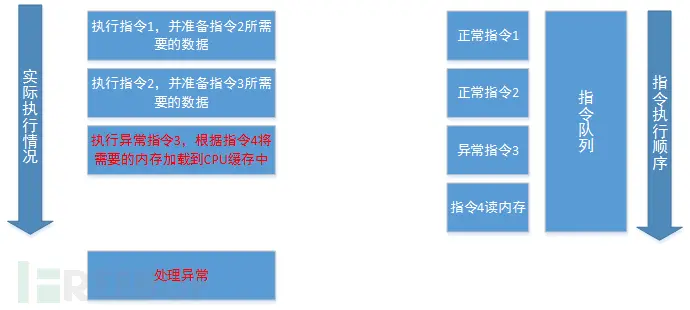 实际执行情况
执行指令1，并准备指令2所需
要的数据
执行指令2，并准备指令3所需
要的数据
执行异常指令3，根据指令4将
需要的内存加载到CPU缓存中
处理异常
正常指令1
正常指令2
异常指令3
指令4读内存
指令队列
指令执行顺序